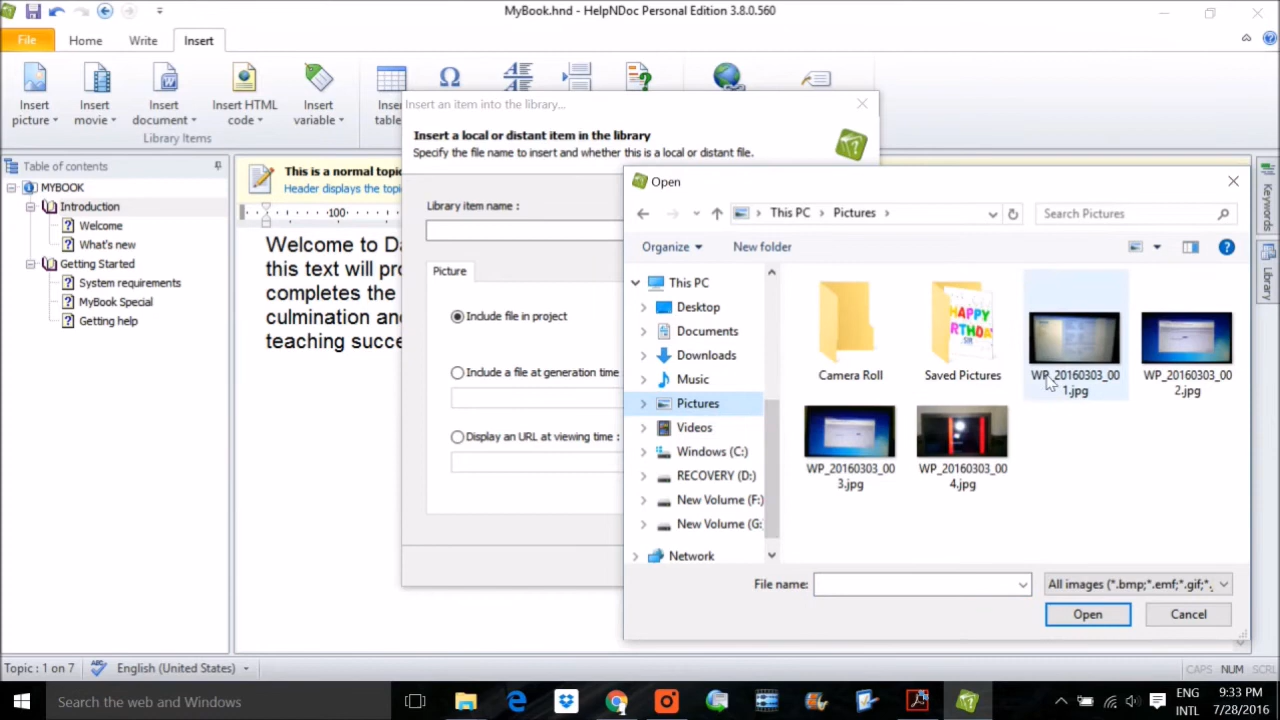 MyBook.hnd - HelpNDoc Personal Edition 3.8.0.560
File
Home
Write
Insert
Insert picture
Insert movie
Insert document
Insert HTML code
Insert variable
Library Items
Table of contents
MYBOOK
Introduction
Welcome
What's new
Getting Started
System requirements
MyBook Special
Getting help
This is a normal topi
Header displays the topi
100
Welcome to Da
this text will pro
completes the
culmination and
teaching succe
Insert an item into the library...
Insert a local or distant item in the library
Specify the file name to insert and whether this is a local or distant file.
Library item name :
Picture
Include file in project
Include a file at generation time
Display an URL at viewing time :
Open
This PC
Pictures
Search Pictures
Organize
New folder
This PC
Desktop
Documents
Downloads
Music
Pictures
Videos
Windows (C:)
RECOVERY (D:)
New Volume (F:)
New Volume (G:
Network
HAPPY
Camera Roll
Saved Pictures
WP_20160303_001.jpg
WP_20160303_002.jpg
WP_20160303_003.jpg
WP_20160303_004.jpg
File name:
All images (*.bmp;*.emf;*.gif;*.
Open
Cancel
Keywords
Library
Topic : 1 on 7
English (United States)
CAPS
NUM
SCRL
Search the web and Windows
ENG
INTL
9:33 PM
7/28/2016